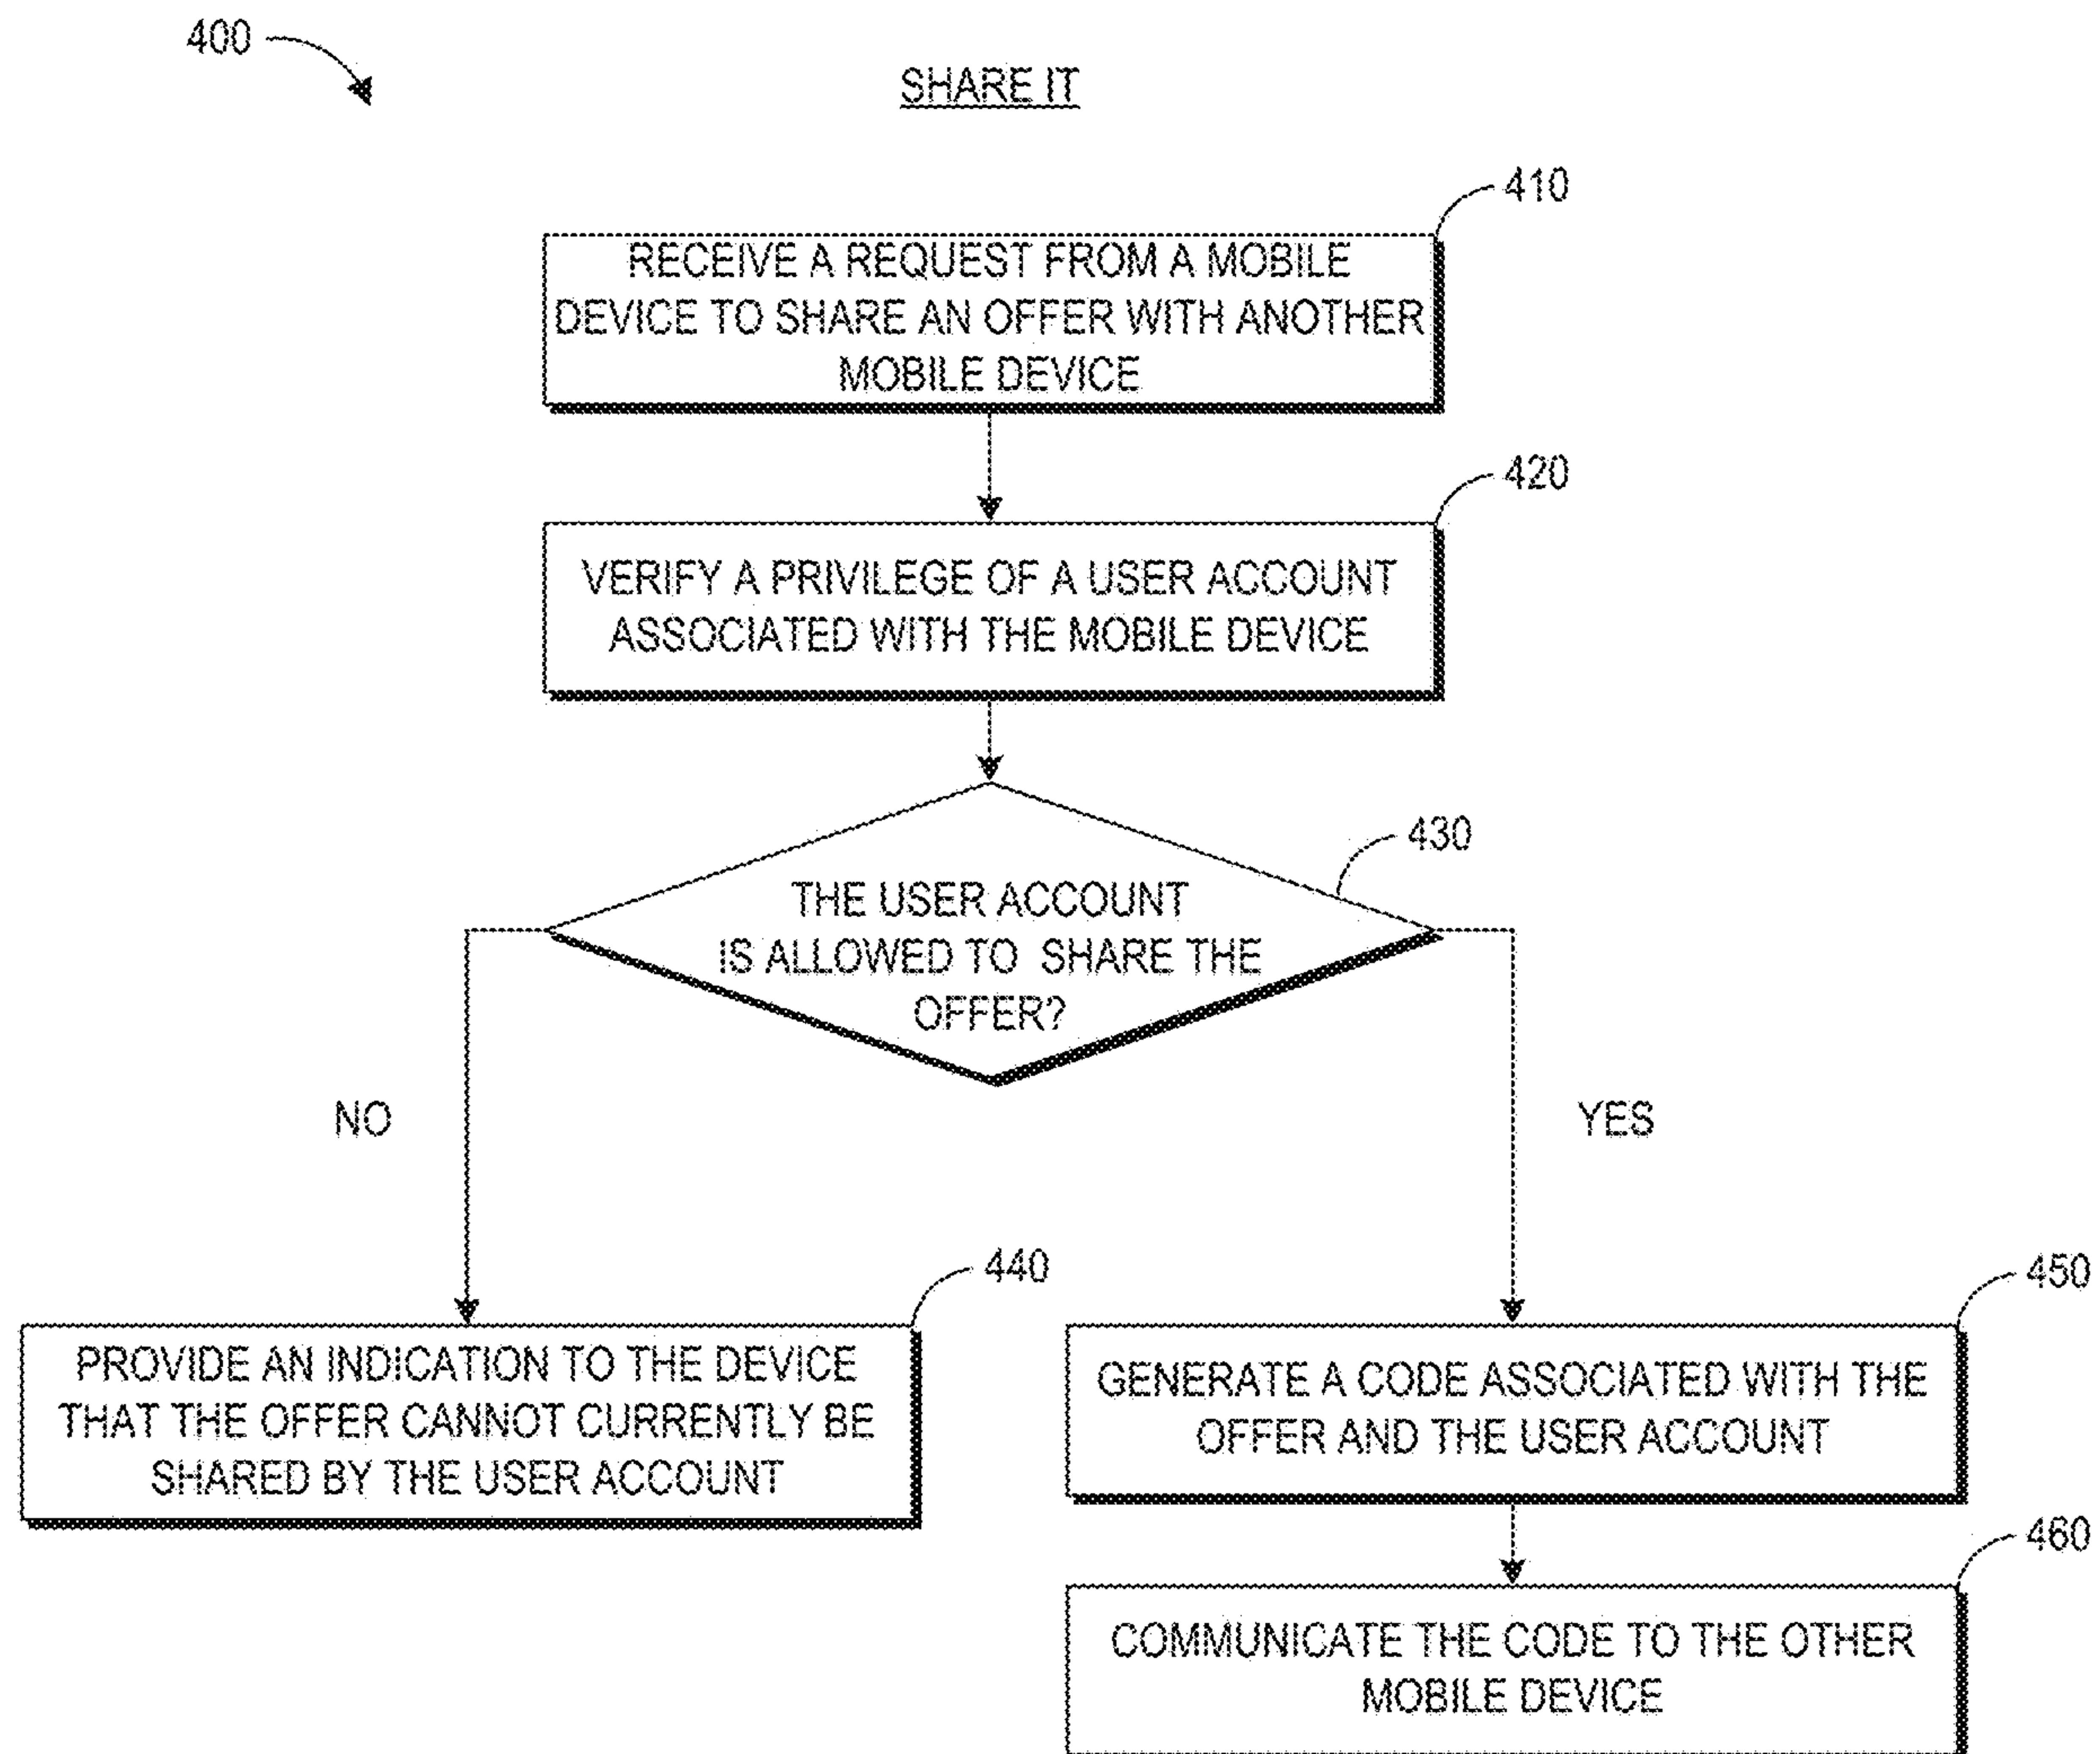 400
SHARE IT
410
RECEIVE A REQUEST FROM A MOBILE
DEVICE TO SHARE AN OFFER WITH ANOTHER
MOBILE DEVICE
420
VERIFY A PRIVILEGE OF A USER ACCOUNT
ASSOCIATED WITH THE MOBILE DEVICE
430
THE USER ACCOUNT
IS ALLOWED TO SHARE THE
OFFER?
NO
YES
440
PROVIDE AN INDICATION TO THE DEVICE
THAT THE OFFER CANNOT CURRENTLY BE
SHARED BY THE USER ACCOUNT
450
GENERATE A CODE ASSOCIATED WITH THE
OFFER AND THE USER ACCOUNT
460
COMMUNICATE THE CODE TO THE OTHER
MOBILE DEVICE